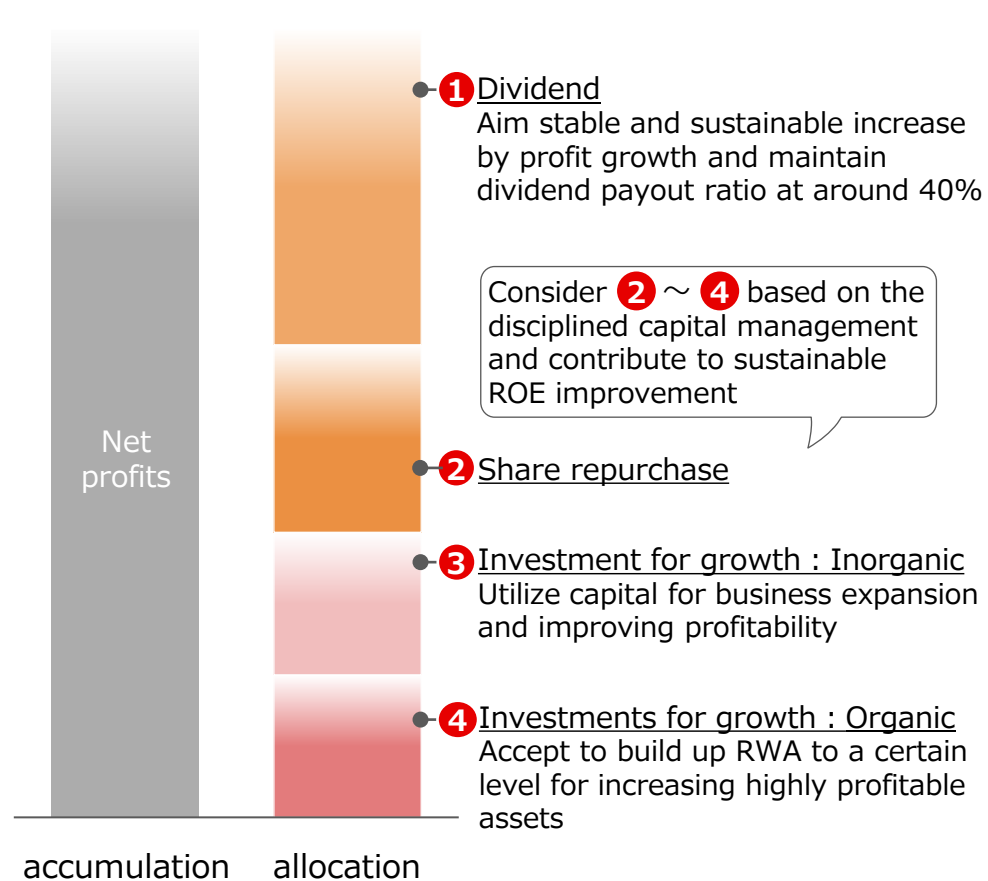 1 Dividend
Aim stable and sustainable increase
by profit growth and maintain
dividend payout ratio at around 40%
Consider 2 ～ 4 based on the
disciplined capital management
and contribute to sustainable
ROE improvement
Net
profits
2 Share repurchase
3 Investment for growth : Inorganic
Utilize capital for business expansion
and improving profitability
4 Investments for growth : Organic
Accept to build up RWA to a certain
level for increasing highly profitable
assets
accumulation
allocation